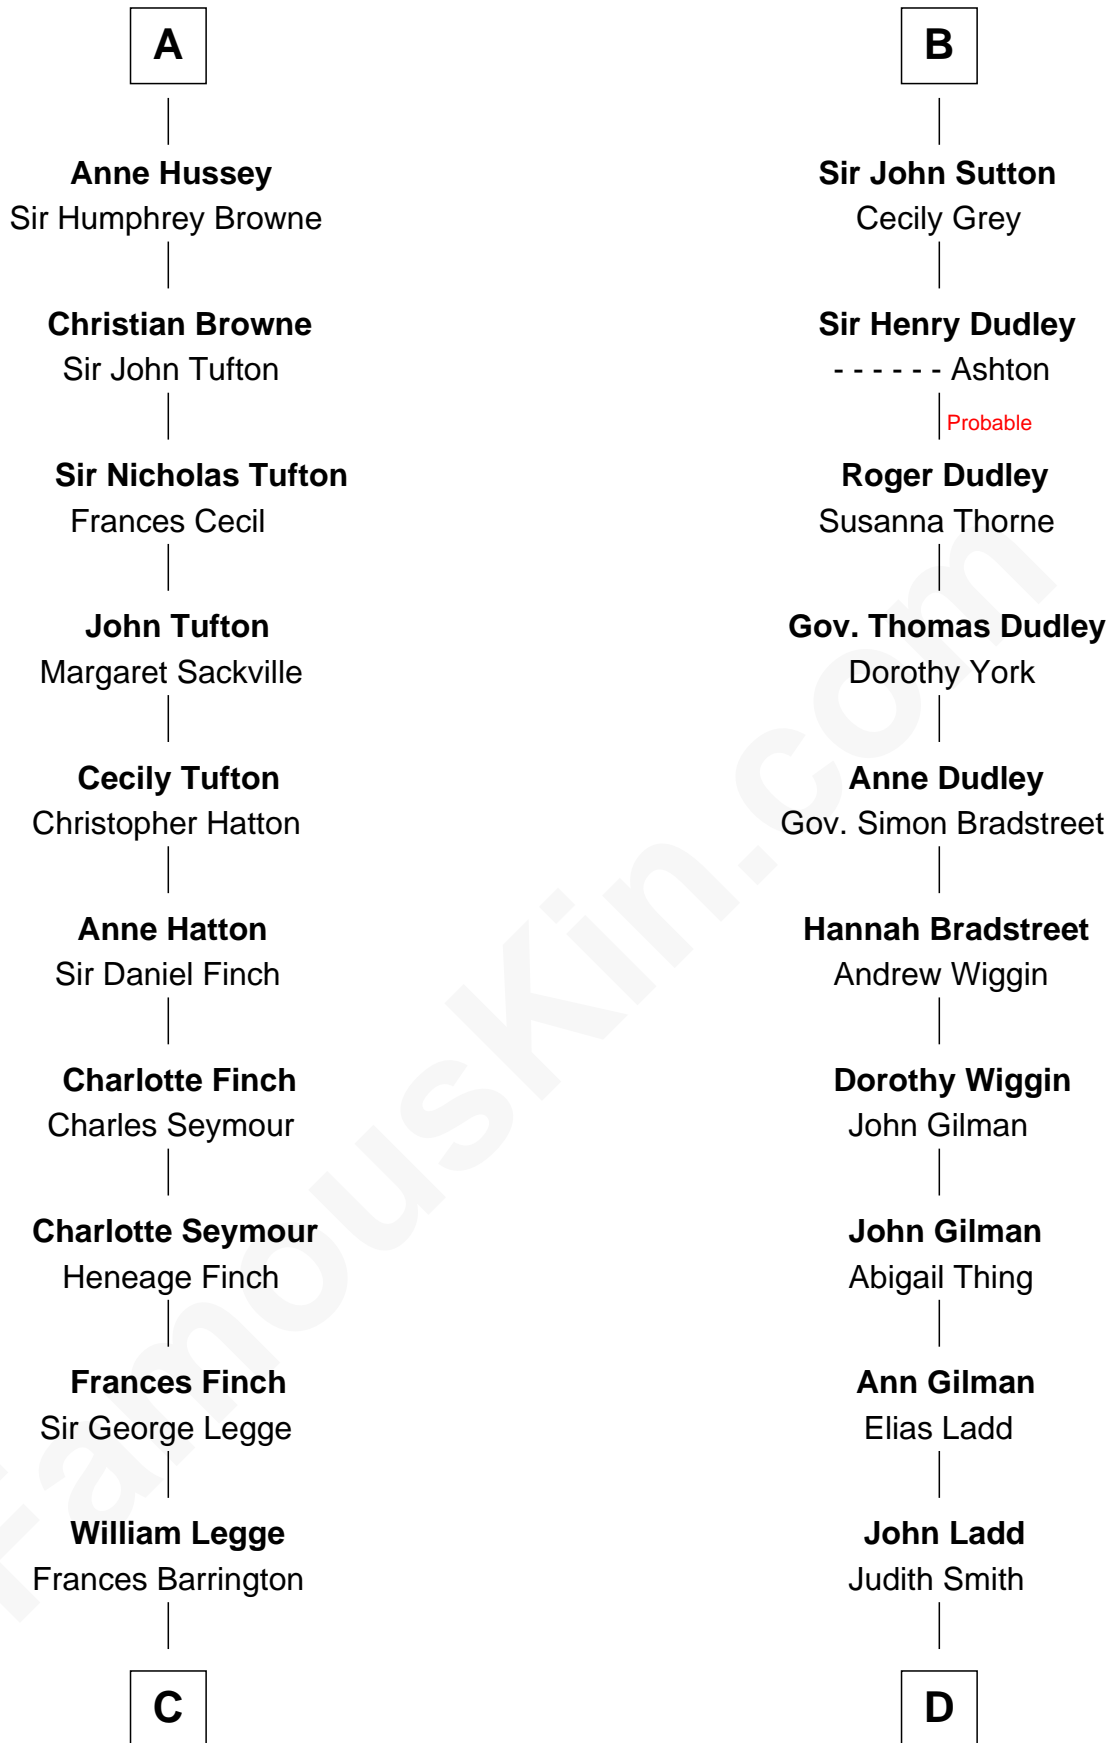 A
Anne Hussey
Sir Humphrey Browne
Christian Browne
Sir John Tufton
Sir Nicholas Tufton
Frances Cecil
John Tufton
Margaret Sackville
Cecily Tufton
Christopher Hatton
Anne Hatton
Sir Daniel Finch
Charlotte Finch
Charles Seymour
Charlotte Seymour
Heneage Finch
Frances Finch
Sir George Legge
William Legge
Frances Barrington
C
B
Sir John Sutton
Cecily Grey
Sir Henry Dudley
- - - - - - Ashton
Probable
Roger Dudley
Susanna Thorne
Gov. Thomas Dudley
Dorothy York
Anne Dudley
Gov. Simon Bradstreet
Hannah Bradstreet
Andrew Wiggin
Dorothy Wiggin
John Gilman
John Gilman
Abigail Thing
Ann Gilman
Elias Ladd
John Ladd
Judith Smith
D
FamousKin.com